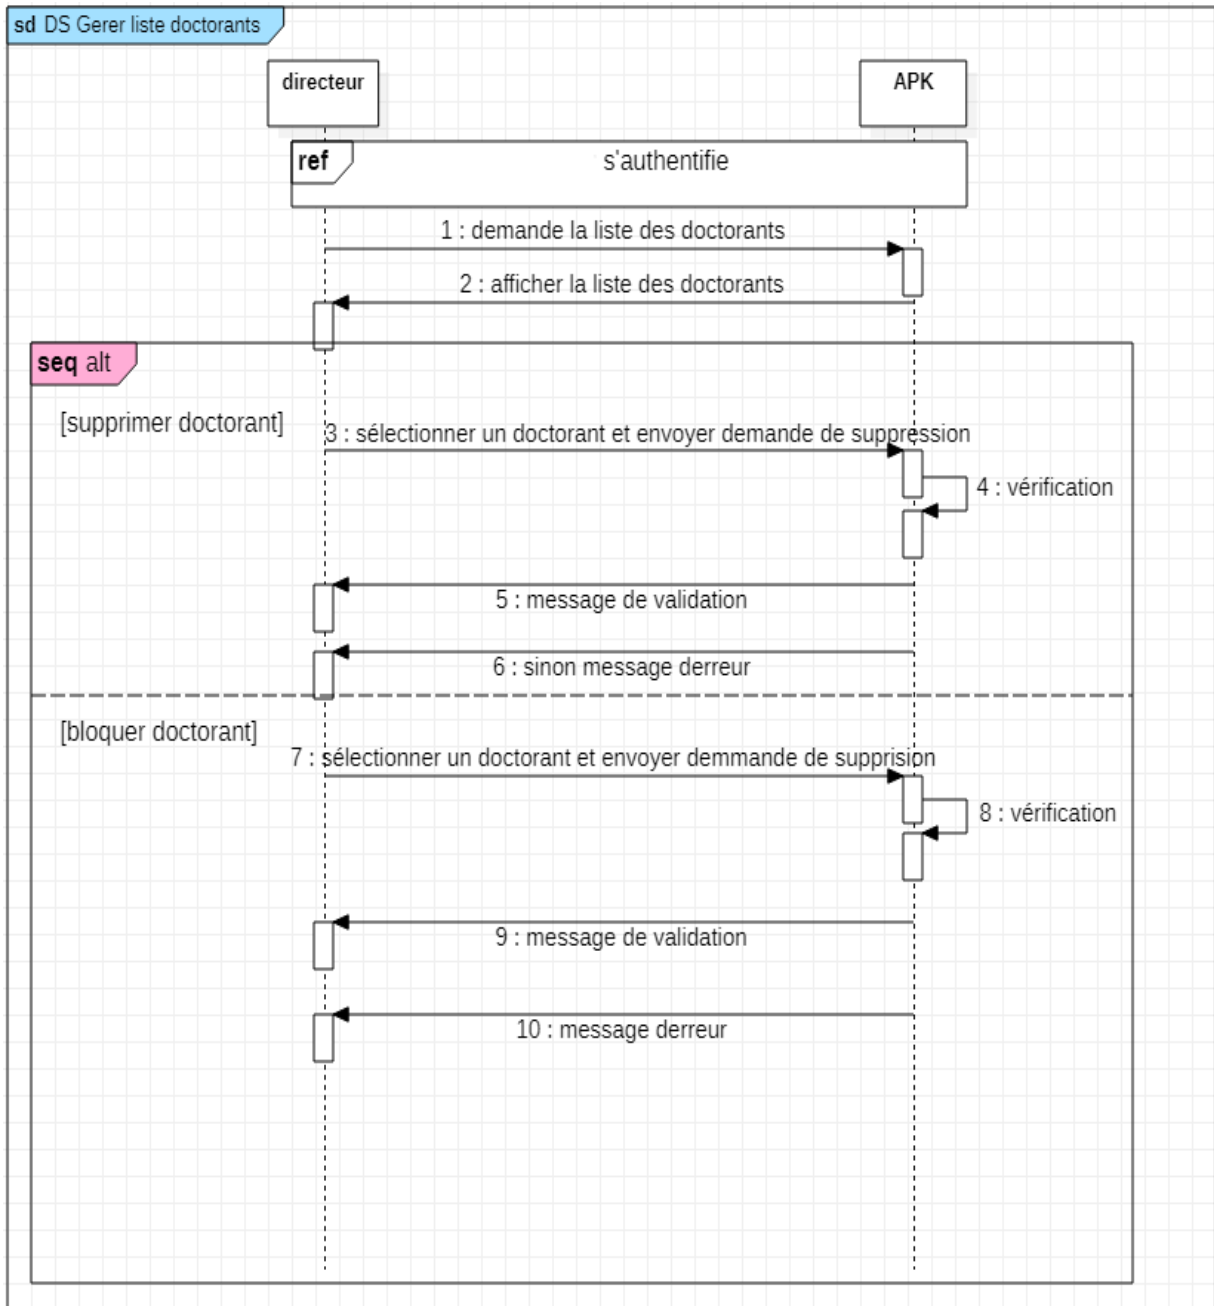 sd DS Gerer liste doctorants
directeur
APK
ref
s'authentifie
1 : demande la liste des doctorants
2 : afficher la liste des doctorants
seq alt
[supprimer doctorant]
3 : sélectionner un doctorant et envoyer demande de suppression
4 : vérification
5 : message de validation
6 : sinon message derreur
[bloquer doctorant]
7 : sélectionner un doctorant et envoyer demmande de supprision
8 : vérification
9 : message de validation
10 : message derreur